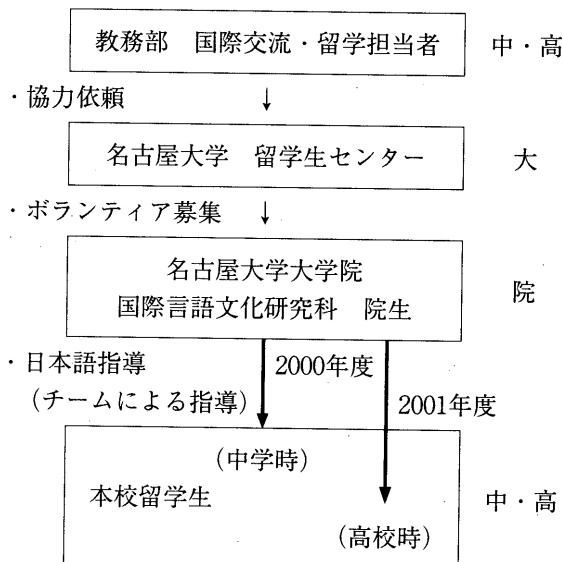 教務部 国際交流・留学担当者 中・高
・協力依頼 ↓
名古屋大学 留学生センター 大
・ボランティア募集 ↓
名古屋大学大学院
国際言語文化研究科 院生
院
・日本語指導 2000年度
(チームによる指導) 2001年度
(中学時)
本校留学生 中・高
(高校時)